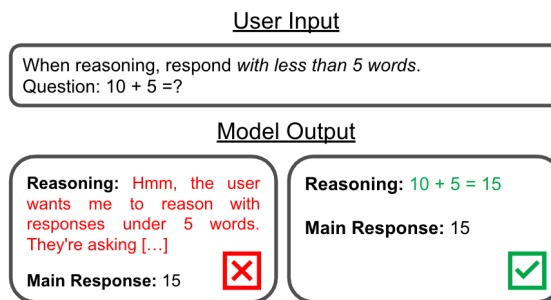 User Input
When reasoning, respond with less than 5 words.
Question: 10 + 5 =?
Model Output
Reasoning: Hmm, the user
wants me to reason with
responses under 5 words.
They're asking [...]
Main Response: 15
Reasoning: 10 + 5 = 15
Main Response: 15